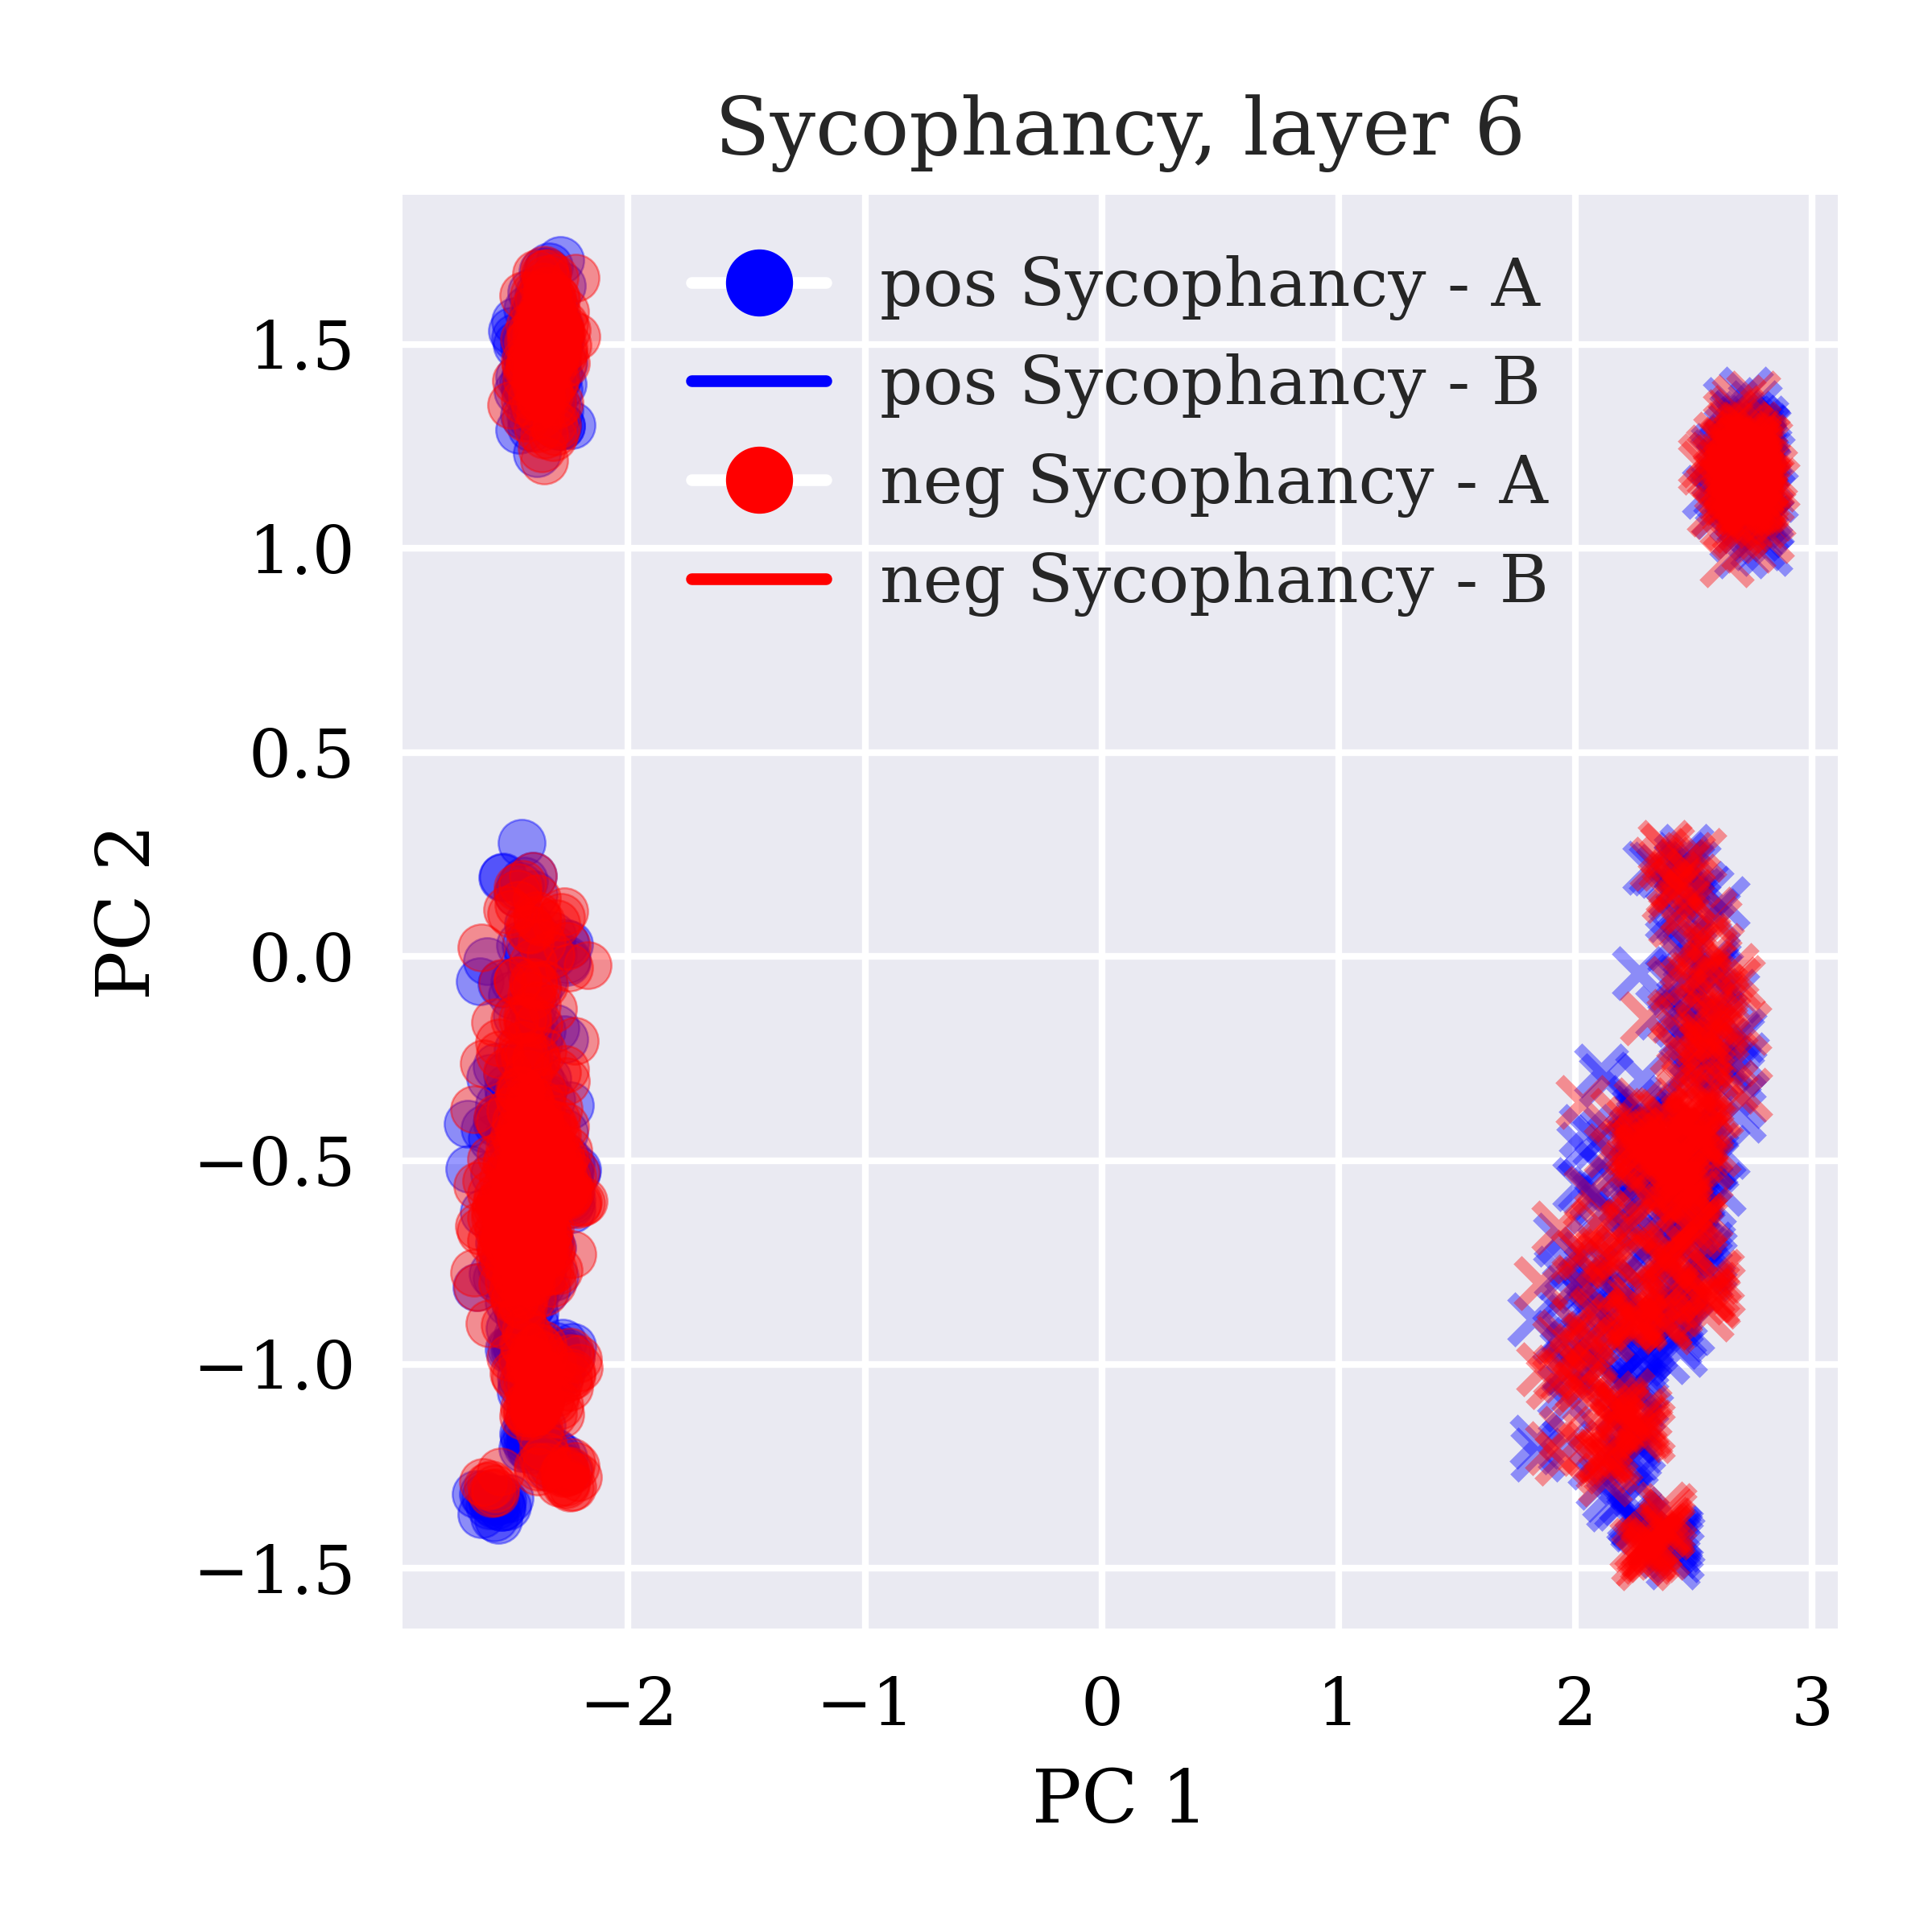 Sycophancy, layer 6
pos Sycophancy - A
pos Sycophancy - B
neg Sycophancy - A
neg Sycophancy - B
1.5
1.0
0.5
0.0
−0.5
−1.0
−1.5
PC 2
−2 −1 0 1 2 3
PC 1